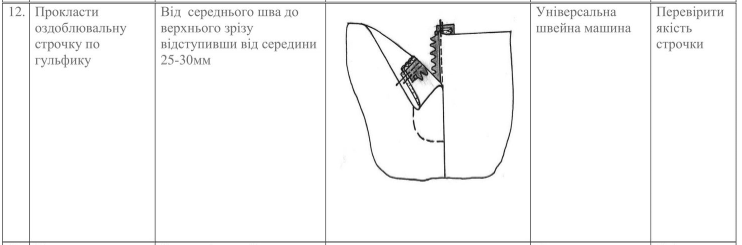 12. Прокласти
оздоблювальну
строчку по
гульфику
Від середнього шва до
верхнього зрізу
відступивши від середини
25-30мм
Універсальна
швейна машина
Перевірити
якість
строчки